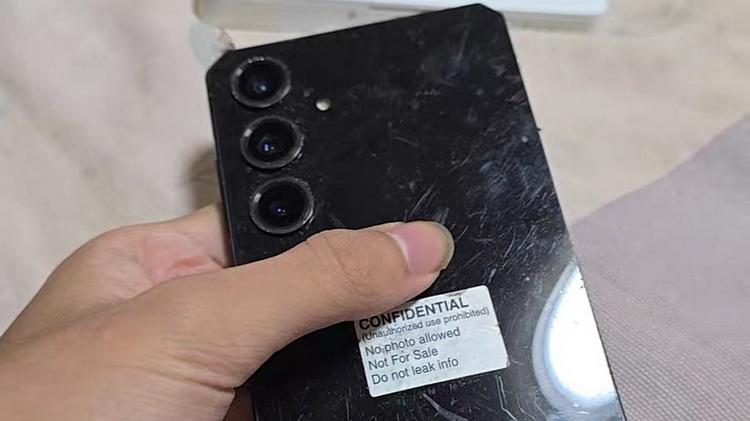 CONFIDENTIAL
(Unauthorized use prohibited)
No photo allowed
Not For Sale
Do not leak info